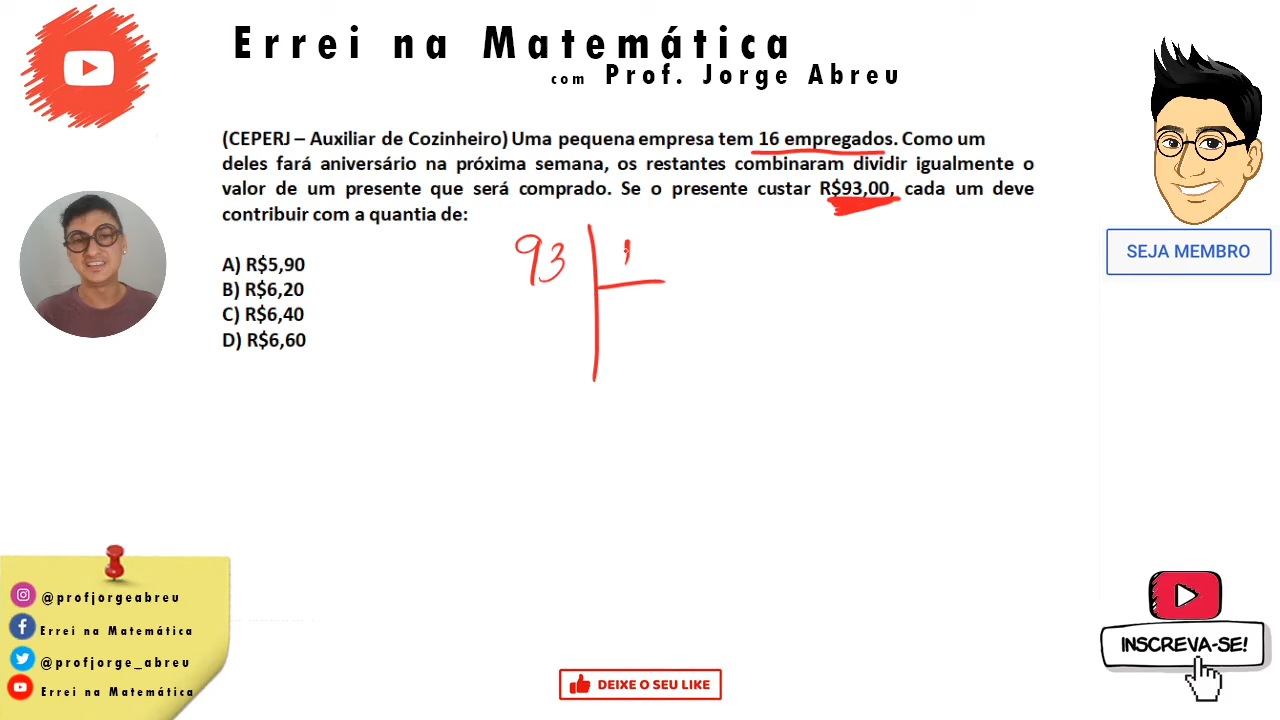 Errei na Matemática
com Prof. Jorge Abreu
(CEPERJ – Auxiliar de Cozinheiro) Uma pequena empresa tem 16 empregados. Como um
deles fará aniversário na próxima semana, os restantes combinaram dividir igualmente o
valor de um presente que será comprado. Se o presente custar R$93,00, cada um deve
contribuir com a quantia de:
93
A) R$5,90
B) R$6,20
C) R$6,40
D) R$6,60
SEJA MEMBRO
@profjorgeabreu
Errei na Matemática
@profjorge_abreu
Errei na Matemática
DEIXE O SEU LIKE
INSCREVA-SE!